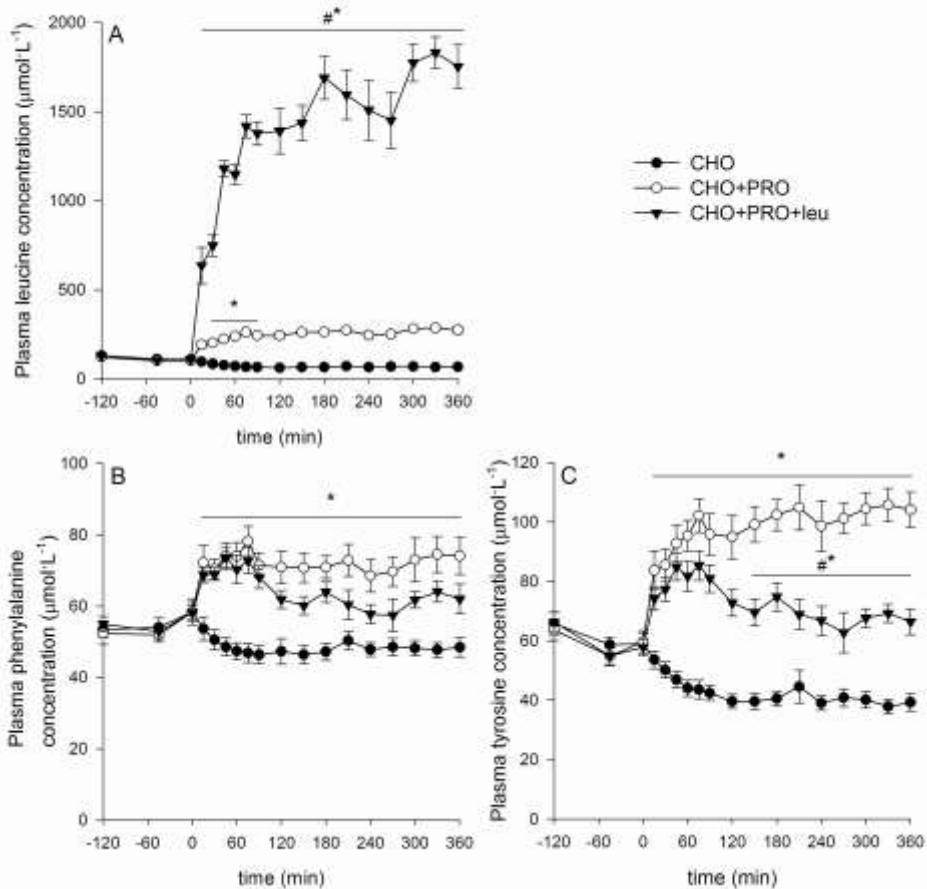 A
#*
2000
1500
1000
500
0
*
Plasma leucine concentration (μmol·L⁻¹)
-120 -60 0 60 120 180 240 300 360
time (min)
CHO
CHO+PRO
CHO+PRO+leu
B
*
100
80
60
40
20
0
Plasma phenylalanine
concentration (μmol·L⁻¹)
-120 -60 0 60 120 180 240 300 360
time (min)
C
*
120
100
80
60
40
20
0
#*
Plasma tyrosine concentration (μmol·L⁻¹)
-120 -60 0 60 120 180 240 300 360
time (min)